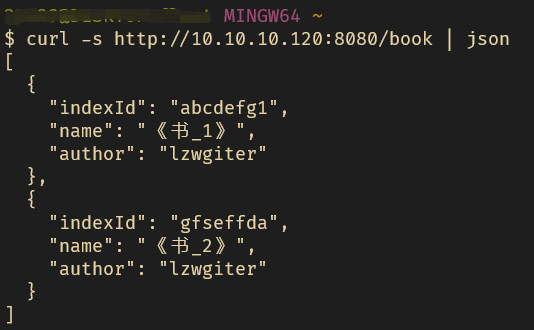 MINGW64 ~
$ curl -s http://10.10.10.120:8080/book | json
[
  {
    "indexId": "abcdefg1",
    "name": "《书_1》",
    "author": "lzwgiter"
  },
  {
    "indexId": "gfseffda",
    "name": "《书_2》",
    "author": "lzwgiter"
  }
]